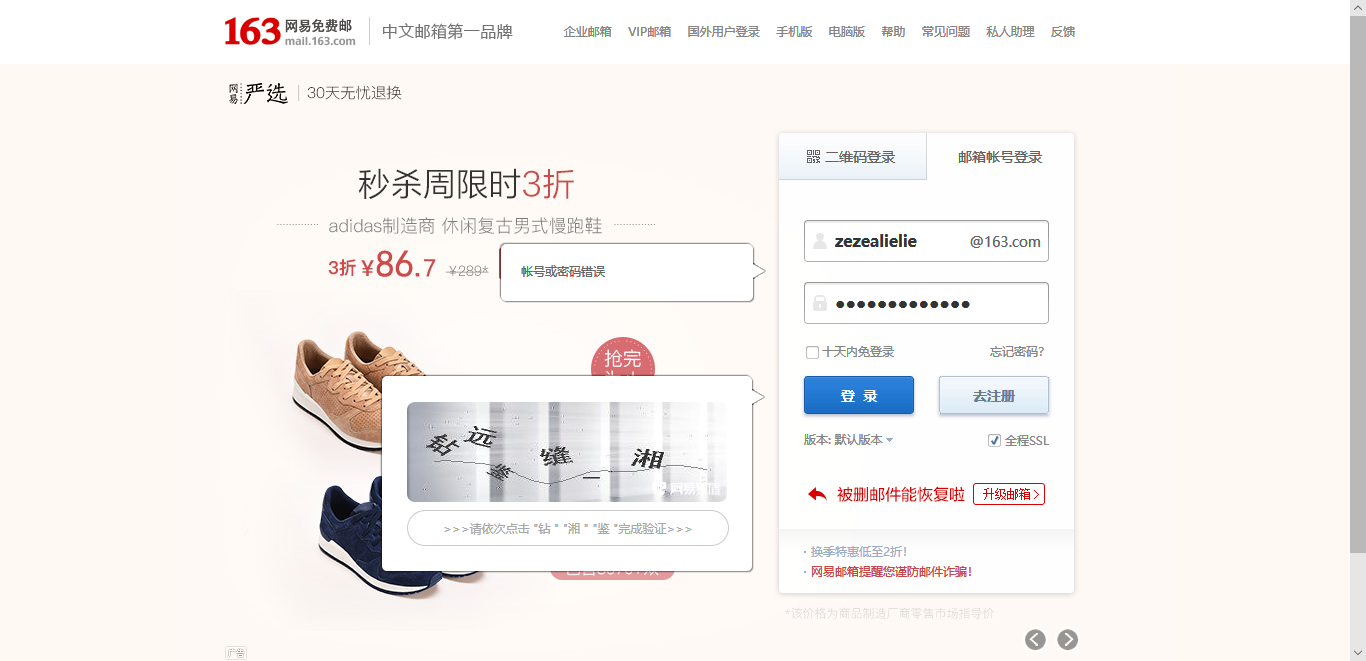 163 网易免费邮 mail.163.com 中文邮箱第一品牌 企业邮箱 VIP邮箱 国外用户登录 手机版 电脑版 帮助 常见问题 私人助理 反馈
网易严选 30天无忧退换
二维码登录 邮箱帐号登录
秒杀周限时3折
adidas制造商 休闲复古男式慢跑鞋
zezealielie @163.com
3折 ¥86.7 ¥289*
帐号或密码错误
●●●●●●●●●●●●●
十天内免登录 忘记密码?
抢完
登 录 去注册
版本: 默认版本 全程SSL
钻 远 鉴 缝 一 湘
>>>请依次点击 "钻 " "湘 " "鉴 "完成验证>>>
被删邮件能恢复啦 升级邮箱
· 换季特惠低至2折!
· 网易邮箱提醒您谨防邮件诈骗!
*该价格为商品制造厂商零售市场指导价
广告